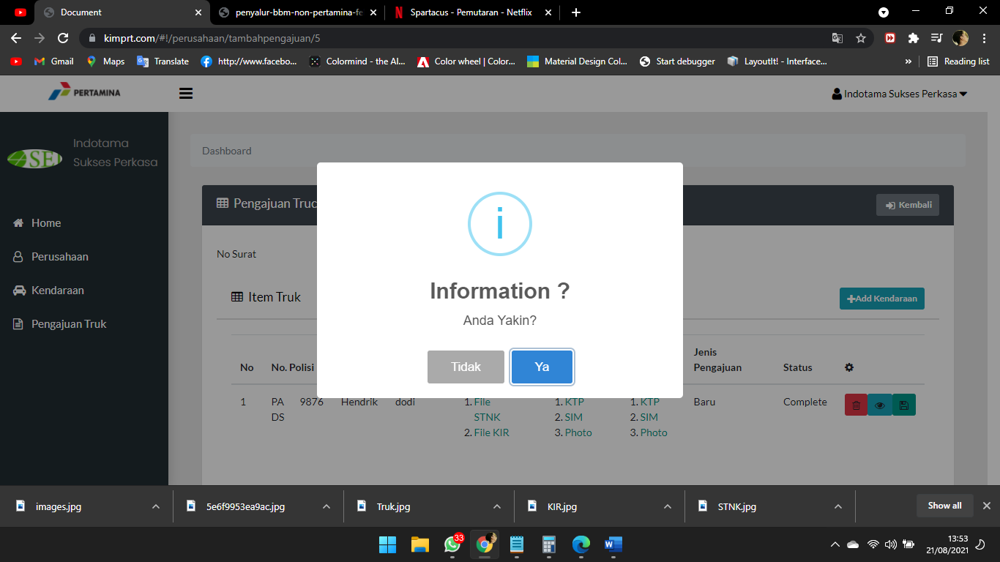 Document
penyalur-bbm-non-pertamina-fe
Spartacus - Pemutaran - Netflix
kimprt.com/#!/perusahaan/tambahpengajuan/5
Gmail
Maps
Translate
http://www.facebo...
Colormind - the AI...
Color wheel | Color...
Material Design Col...
Start debugger
LayoutIt! - Interface...
»
Reading list
PERTAMINA
Indotama Sukses Perkasa
SE
Indotama
Sukses Perkasa
Home
Perusahaan
Kendaraan
Pengajuan Truk
Dashboard
Pengajuan Truc
Kembali
No Surat
Item Truk
Add Kendaraan
i
Information ?
Anda Yakin?
Tidak
Ya
No
No. Polisi
Jenis
Pengajuan
Status
1
PA 9876
DS
Hendrik
dodi
1. File
STNK
2. File KIR
1. KTP
2. SIM
3. Photo
1. KTP
2. SIM
3. Photo
Baru
Complete
images.jpg
5e6f9953ea9ac.jpg
Truk.jpg
KIR.jpg
STNK.jpg
Show all
33
13:53
21/08/2021